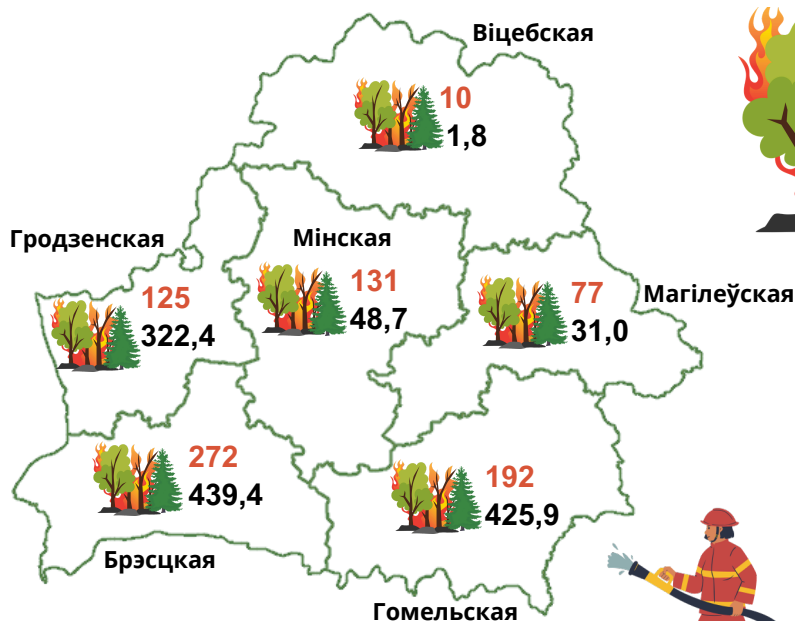 Віцебская
10
1,8
Гродзенская
125
322,4
Мінская
131
48,7
77
31,0
Магілеўская
272
439,4
Брэсцкая
192
425,9
Гомельская